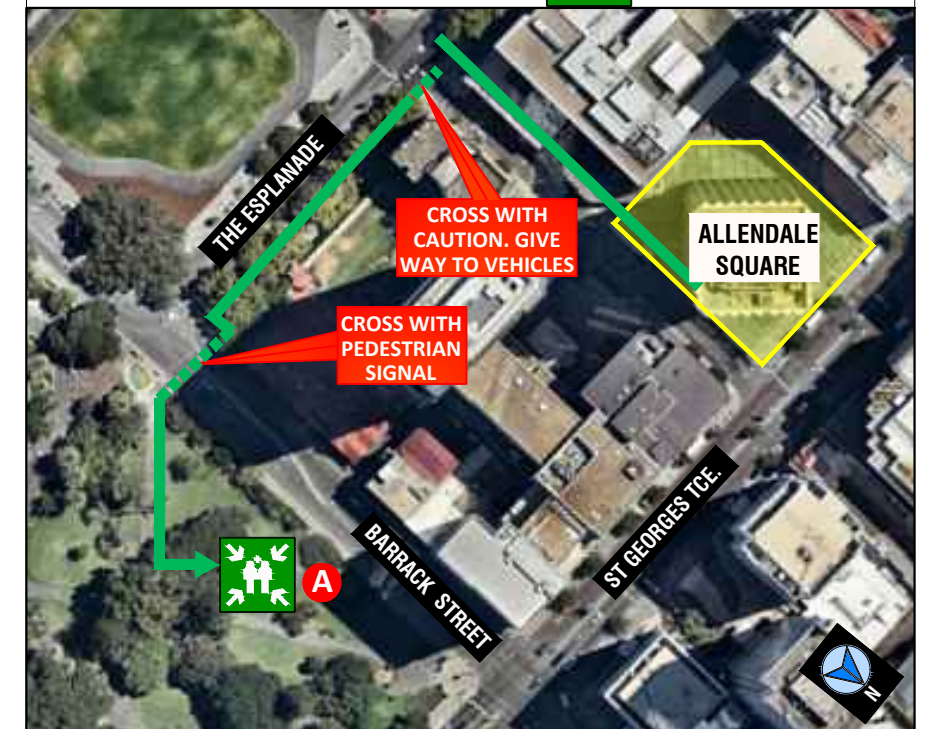 THE ESPLANADE
CROSS WITH
CAUTION. GIVE
WAY TO VEHICLES
ALLENDALE
SQUARE
CROSS WITH
PEDESTRIAN
SIGNAL
A
BARRACK STREET
ST GEORGES TCE.
N